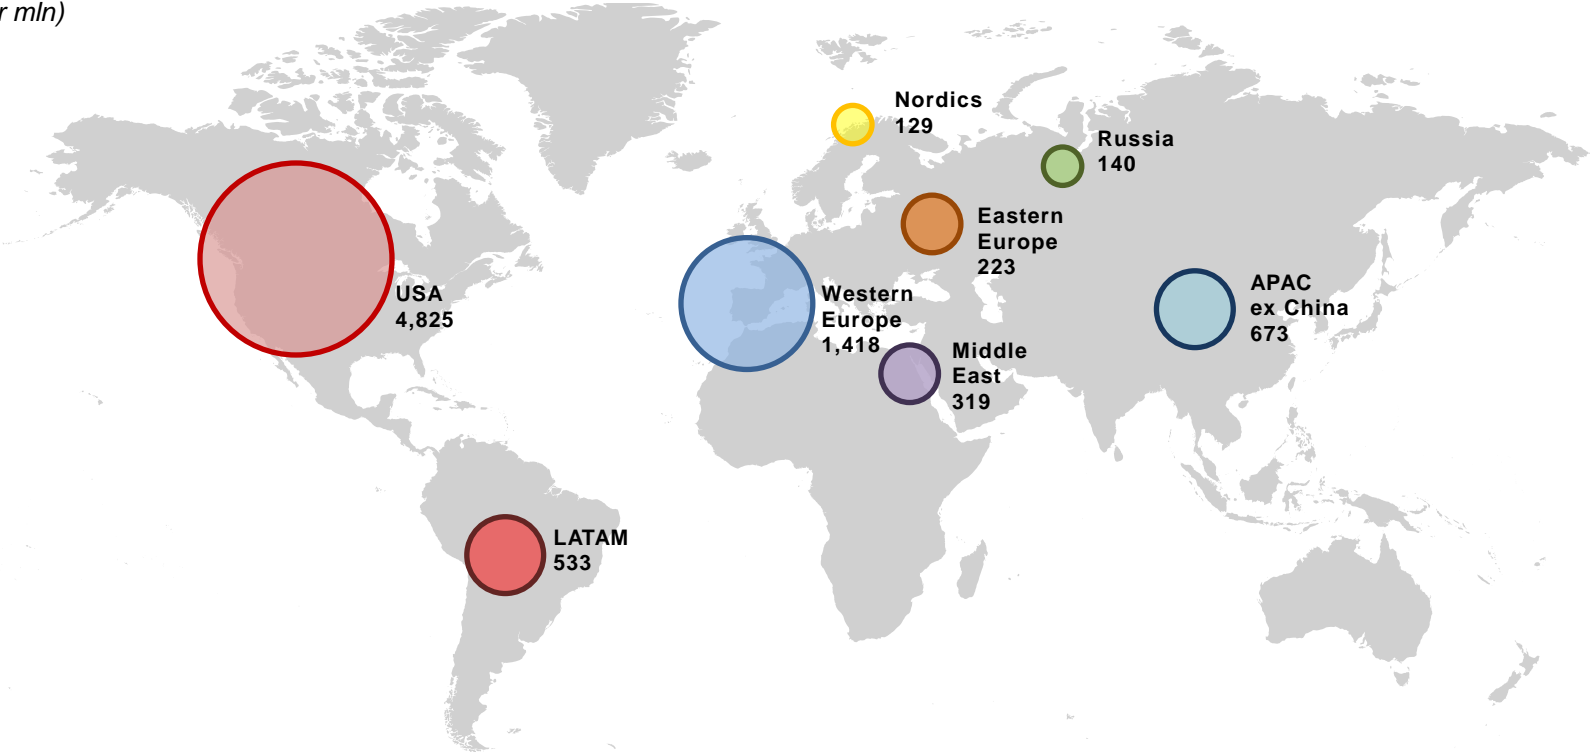 r mln)
Nordics
129
Russia
140
Eastern
Europe
223
USA
4,825
Western
Europe
1,418
APAC
ex China
673
Middle
East
319
LATAM
533